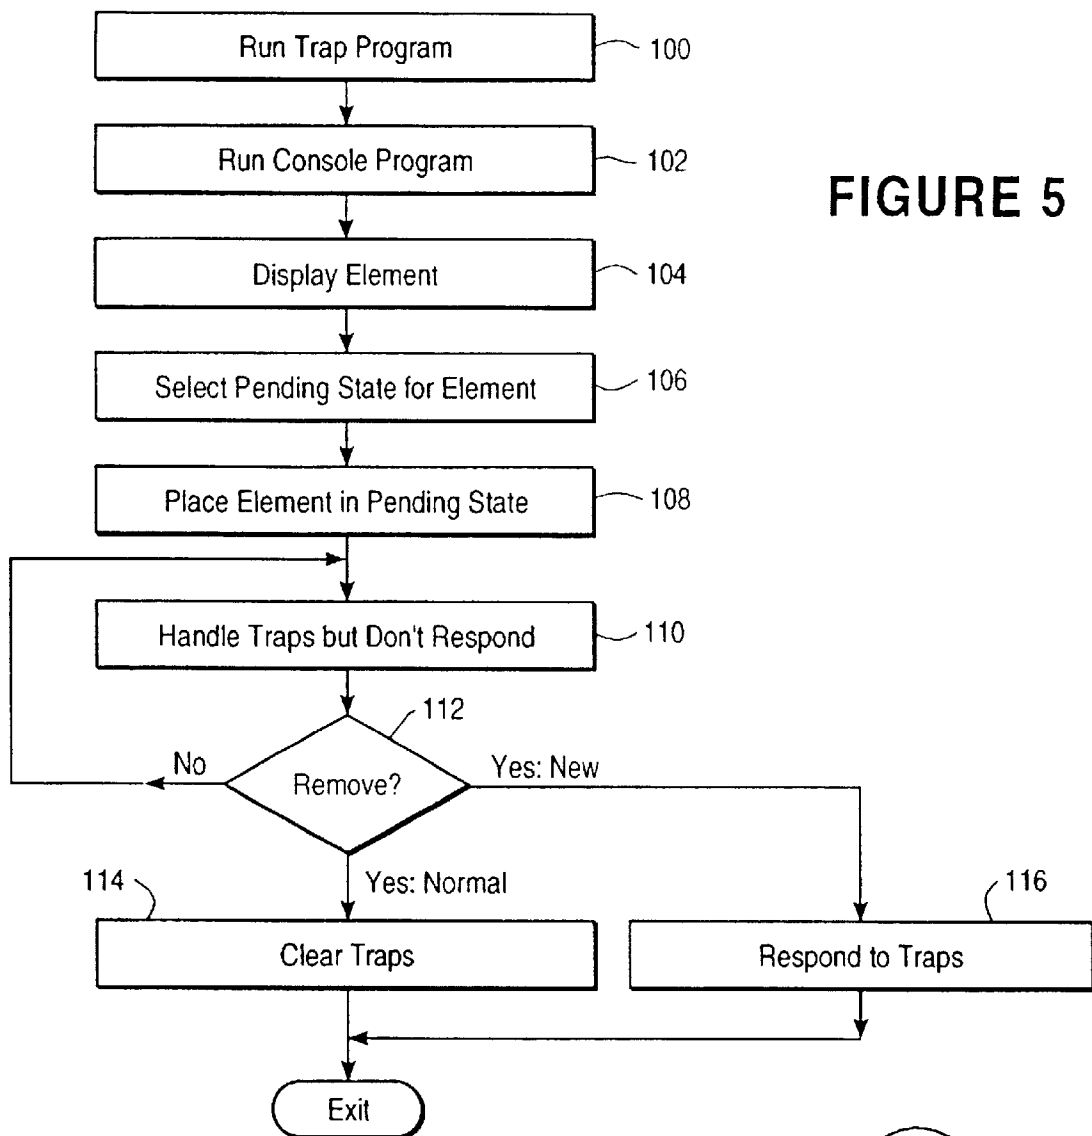 Run Trap Program
100
Run Console Program
102
FIGURE 5
Display Element
104
Select Pending State for Element
106
Place Element in Pending State
108
Handle Traps but Don't Respond
110
112
No
Remove?
Yes: New
114
Yes: Normal
116
Clear Traps
Respond to Traps
Exit